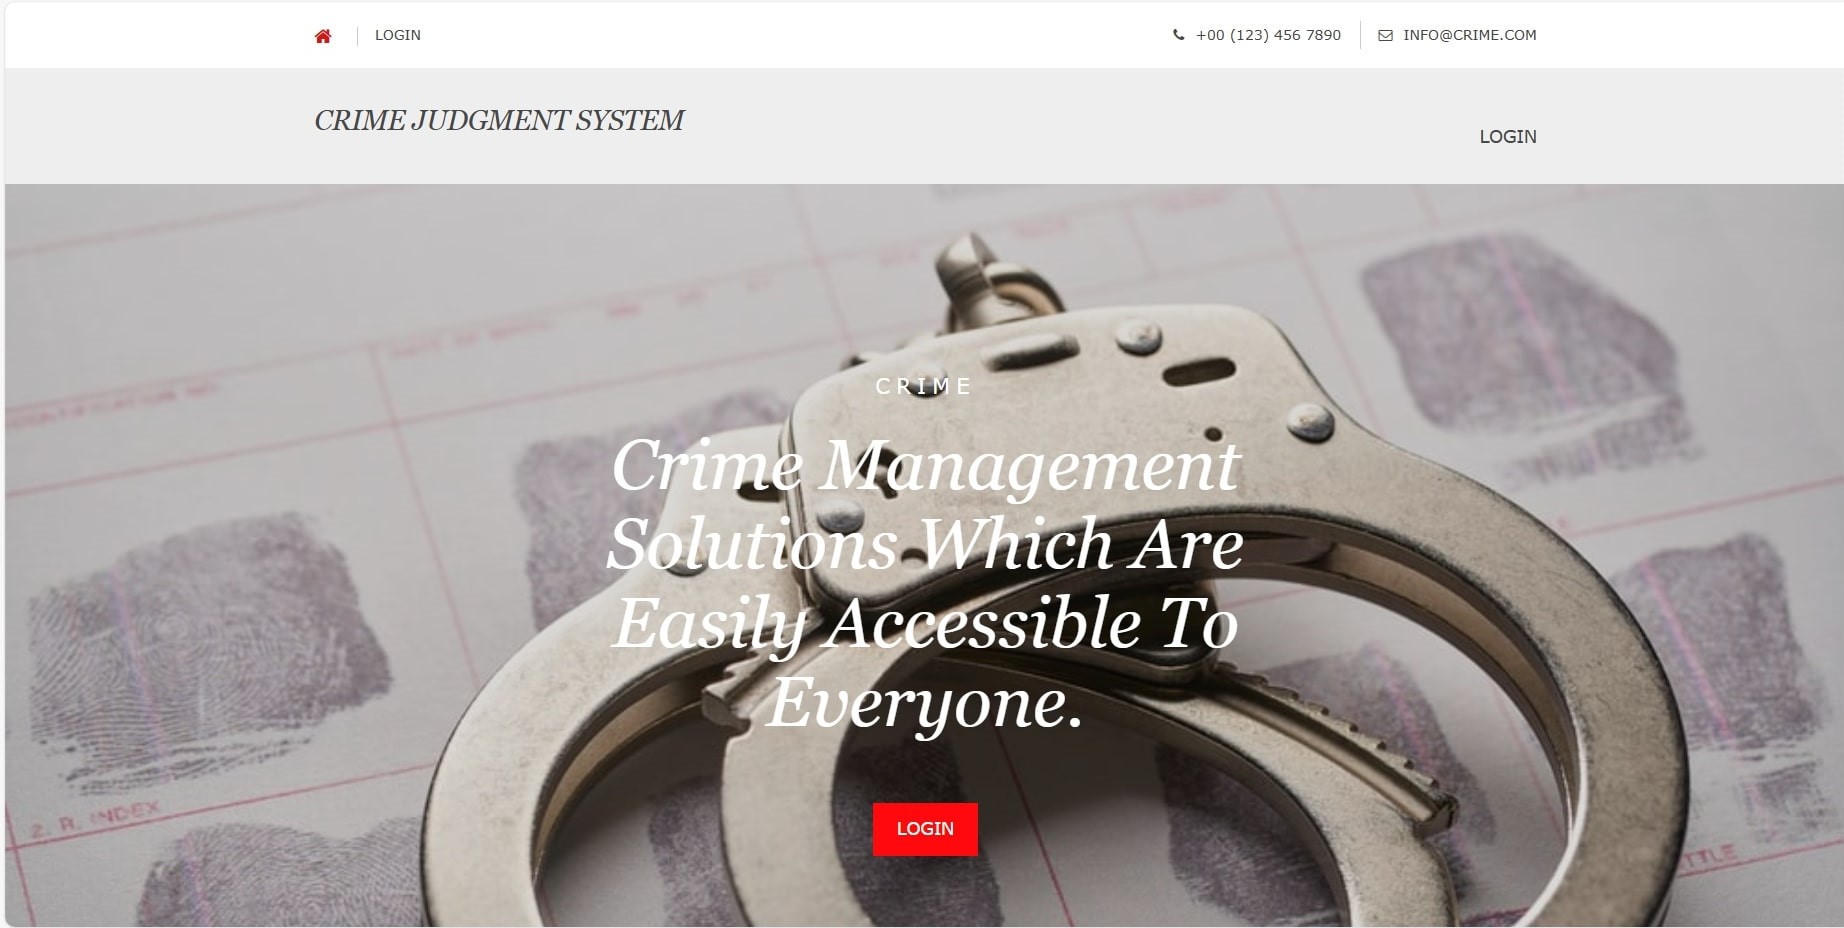 LOGIN
+00 (123) 456 7890
INFO@CRIME.COM
CRIME JUDGMENT SYSTEM
LOGIN
CRIME
Crime Management
Solutions Which Are
Easily Accessible To
Everyone.
LOGIN
2. R. INDEX